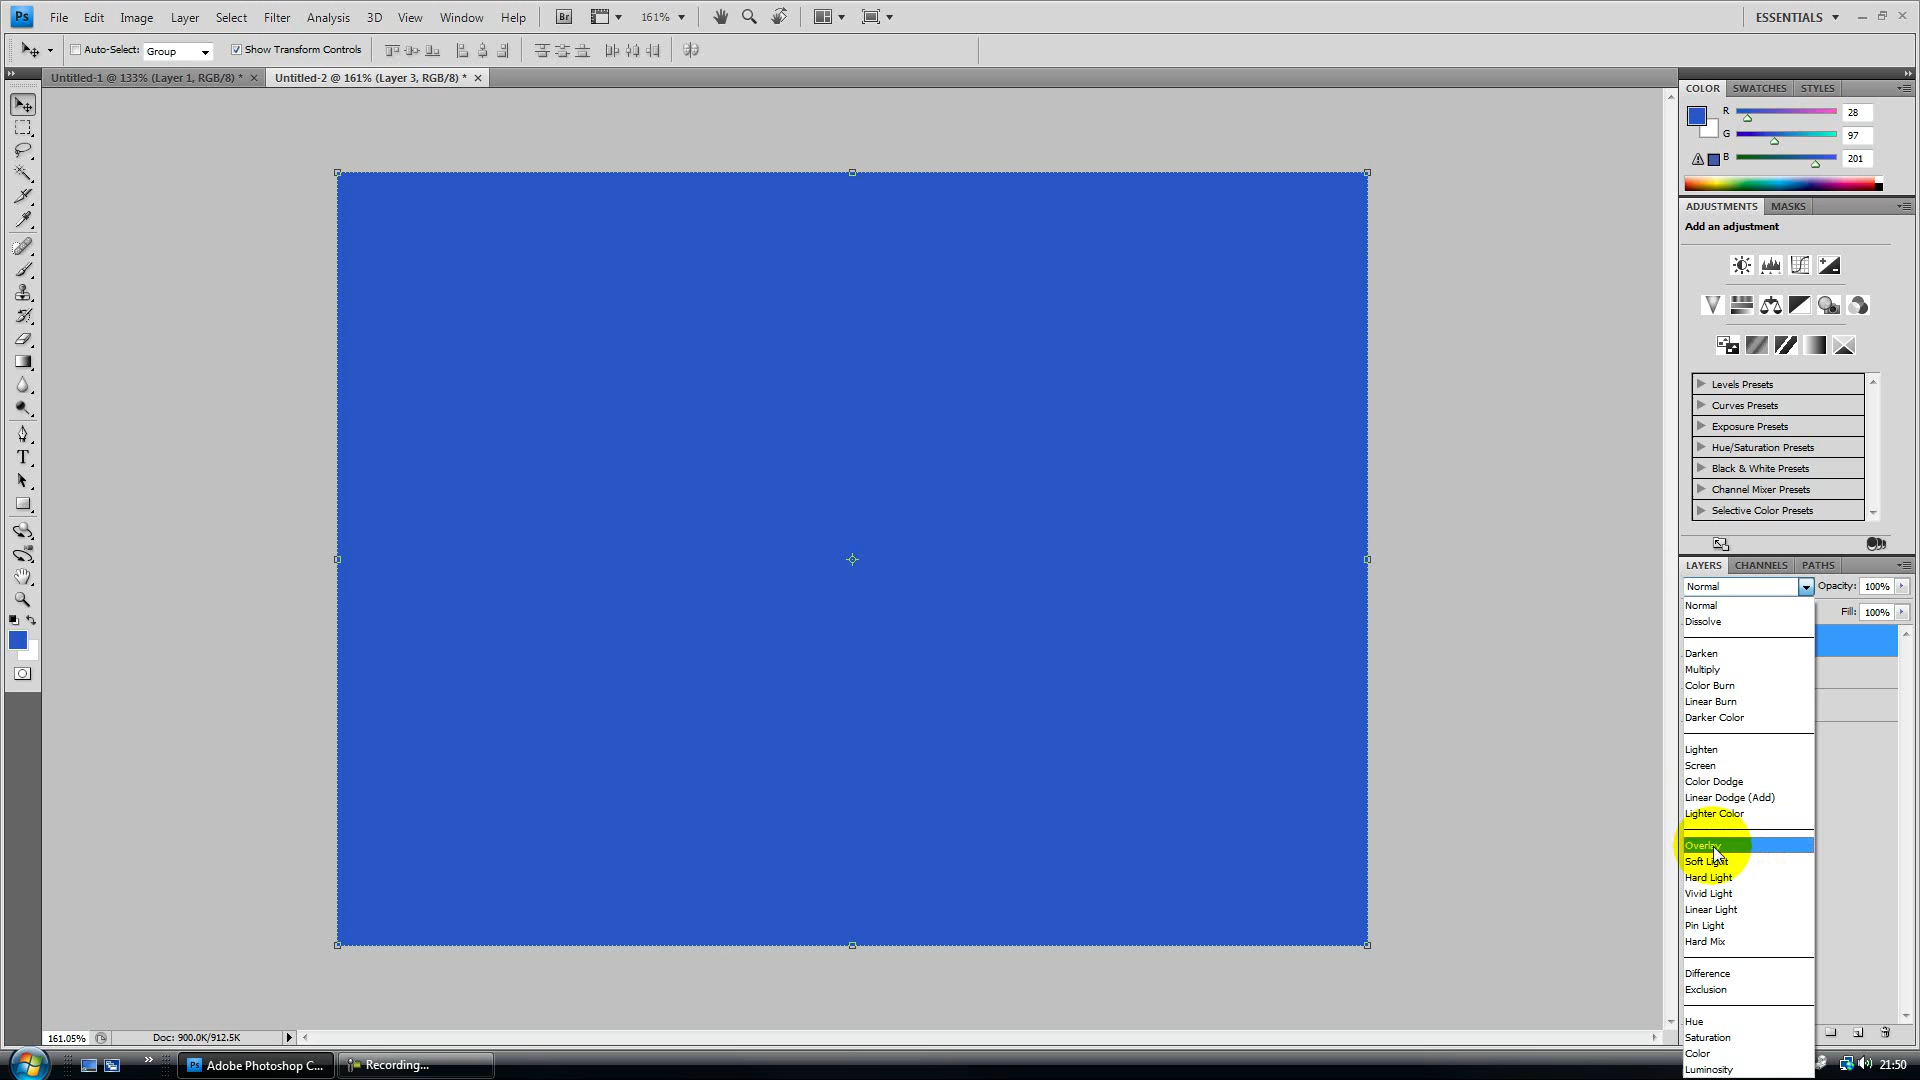 Ps File Edit Image Layer Select Filter Analysis 3D View Window Help Br 161% ESSENTIALS
Auto-Select: Group Show Transform Controls
Untitled-1 @ 133% (Layer 1, RGB/8) * Untitled-2 @ 161% (Layer 3, RGB/8) *
COLOR SWATCHES STYLES
R 28
G 97
B 201
ADJUSTMENTS MASKS
Add an adjustment
Levels Presets
Curves Presets
Exposure Presets
Hue/Saturation Presets
Black & White Presets
Channel Mixer Presets
Selective Color Presets
LAYERS CHANNELS PATHS
Normal Opacity: 100%
Normal
Fill: 100%
Dissolve
Darken
Multiply
Color Burn
Linear Burn
Darker Color
Lighten
Screen
Color Dodge
Linear Dodge (Add)
Lighter Color
Overlay
Soft Light
Hard Light
Vivid Light
Linear Light
Pin Light
Hard Mix
Difference
Exclusion
Hue
Saturation
Color
Luminosity
161.05% Doc: 900.0K/912.5K
Ps Adobe Photoshop C... Recording... 21:50